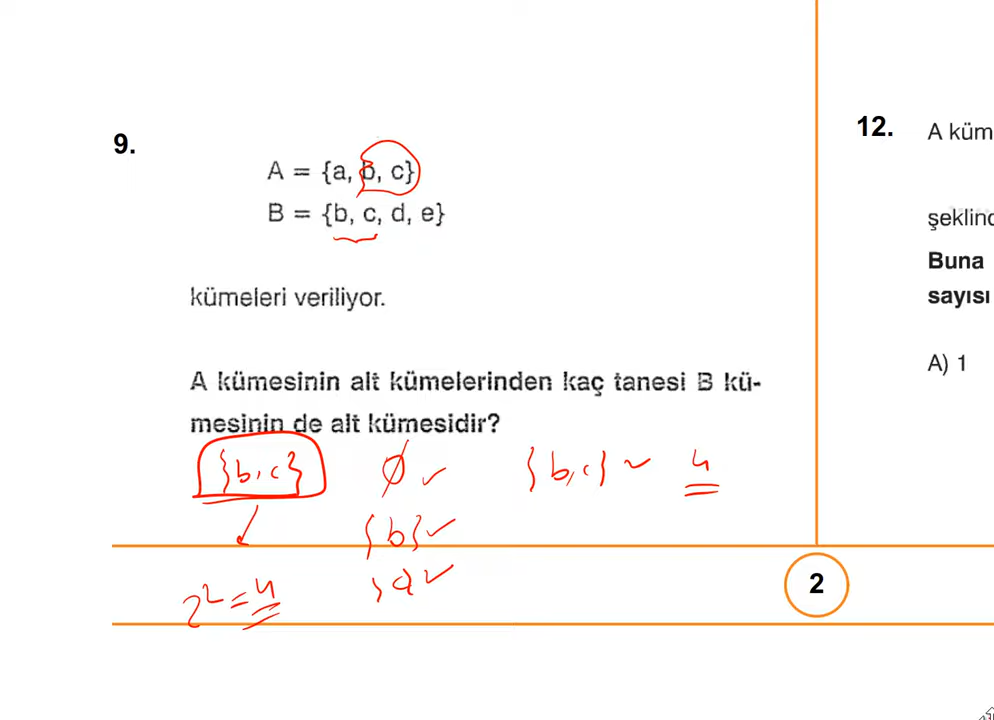 9.
A = {a, b, c}
B = {b, c, d, e}
kümeleri veriliyor.
A kümesinin alt kümelerinden kaç tanesi B kü-
mesinin de alt kümesidir?
{b,c} ∅ ✓ {b,c} ✓ 4
{b} ✓
2² = 4 {c} ✓
2
12. A küm
şeklinc
Buna
sayısı
A) 1